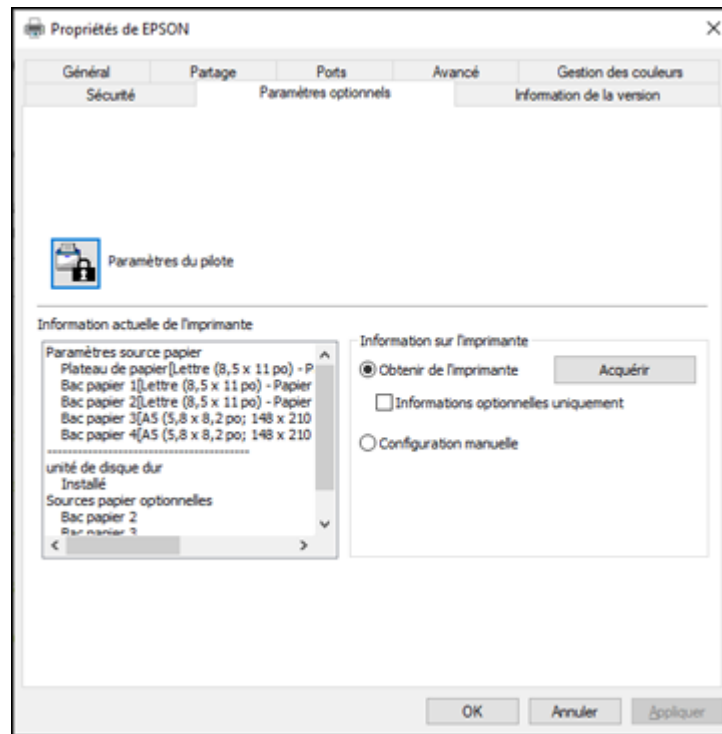 Propriétés de EPSON
Général Partage Ports Avancé Gestion des couleurs
Sécurité Paramètres optionnels Information de la version
Paramètres du pilote
Information actuelle de l'imprimante
Paramètres source papier
Plateau de papier[Lettre (8,5 x 11 po) - P
Bac papier 1[Lettre (8,5 x 11 po) - Papier
Bac papier 2[Lettre (8,5 x 11 po) - Papier
Bac papier 3[A5 (5,8 x 8,2 po; 148 x 210
Bac papier 4[A5 (5,8 x 8,2 po; 148 x 210
----------------------------------------
unité de disque dur
Installé
Sources papier optionnelles
Bac papier 2
Bac papier 3
Information sur l'imprimante
Obtenir de l'imprimante Acquérir
Informations optionnelles uniquement
Configuration manuelle
OK Annuler Appliquer